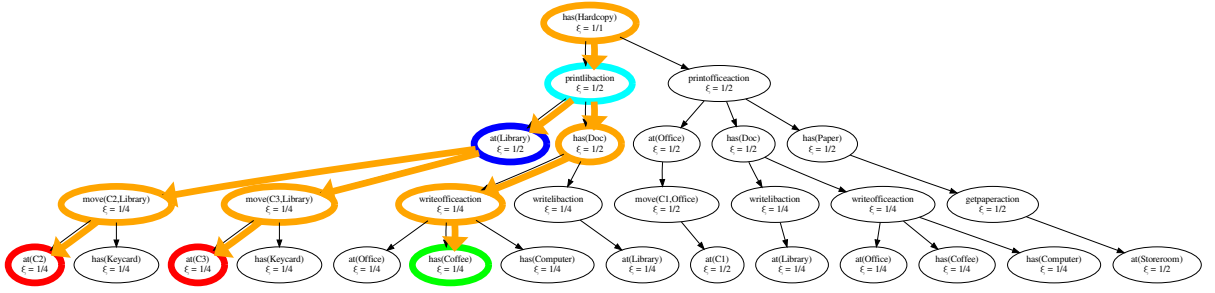 has(Hardcopy)
ξ = 1/1
printlibaction
ξ = 1/2
printofficeaction
ξ = 1/2
at(Library)
ξ = 1/2
has(Doc)
ξ = 1/2
at(Office)
ξ = 1/2
has(Doc)
ξ = 1/2
has(Paper)
ξ = 1/2
move(C2,Library)
ξ = 1/4
move(C3,Library)
ξ = 1/4
writeofficeaction
ξ = 1/4
writelibaction
ξ = 1/4
move(C1,Office)
ξ = 1/2
writelibaction
ξ = 1/4
writeofficeaction
ξ = 1/4
getpaperaction
ξ = 1/2
at(C2)
ξ = 1/4
has(Keycard)
ξ = 1/4
at(C3)
ξ = 1/4
has(Keycard)
ξ = 1/4
at(Office)
ξ = 1/4
has(Coffee)
ξ = 1/4
has(Computer)
ξ = 1/4
at(Library)
ξ = 1/4
at(C1)
ξ = 1/2
at(Library)
ξ = 1/4
at(Office)
ξ = 1/4
has(Coffee)
ξ = 1/4
has(Computer)
ξ = 1/4
at(Storeroom)
ξ = 1/2